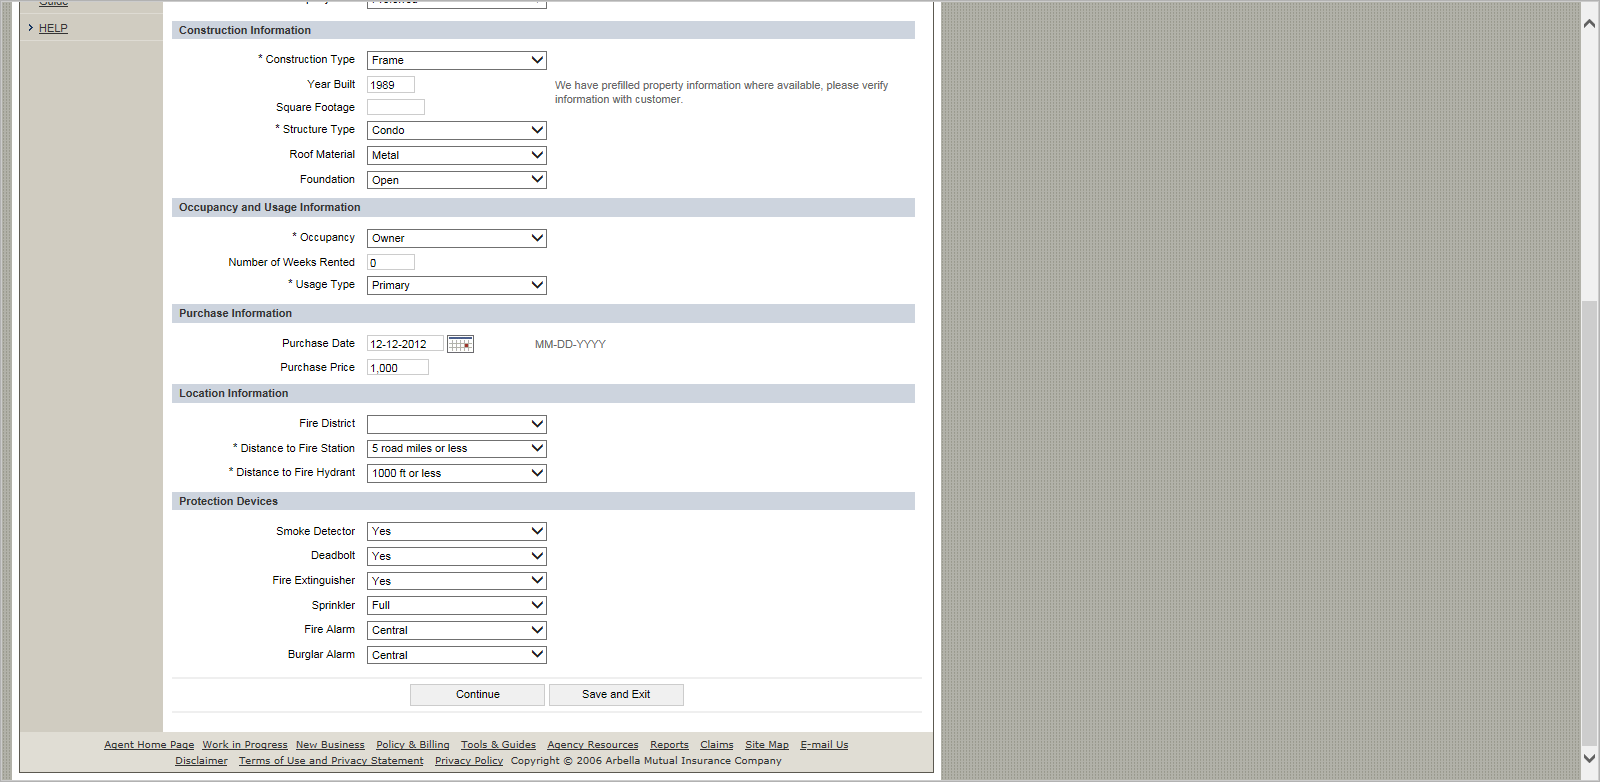 Guide
HELP
Preferred
Construction Information
* Construction Type Frame
Year Built 1989
We have prefilled property information where available, please verify
information with customer.
Square Footage
* Structure Type Condo
Roof Material Metal
Foundation Open
Occupancy and Usage Information
* Occupancy Owner
Number of Weeks Rented 0
* Usage Type Primary
Purchase Information
Purchase Date 12-12-2012 MM-DD-YYYY
Purchase Price 1,000
Location Information
Fire District
* Distance to Fire Station 5 road miles or less
* Distance to Fire Hydrant 1000 ft or less
Protection Devices
Smoke Detector Yes
Deadbolt Yes
Fire Extinguisher Yes
Sprinkler Full
Fire Alarm Central
Burglar Alarm Central
Continue Save and Exit
Agent Home Page Work in Progress New Business Policy & Billing Tools & Guides Agency Resources Reports Claims Site Map E-mail Us
Disclaimer Terms of Use and Privacy Statement Privacy Policy Copyright © 2006 Arbella Mutual Insurance Company